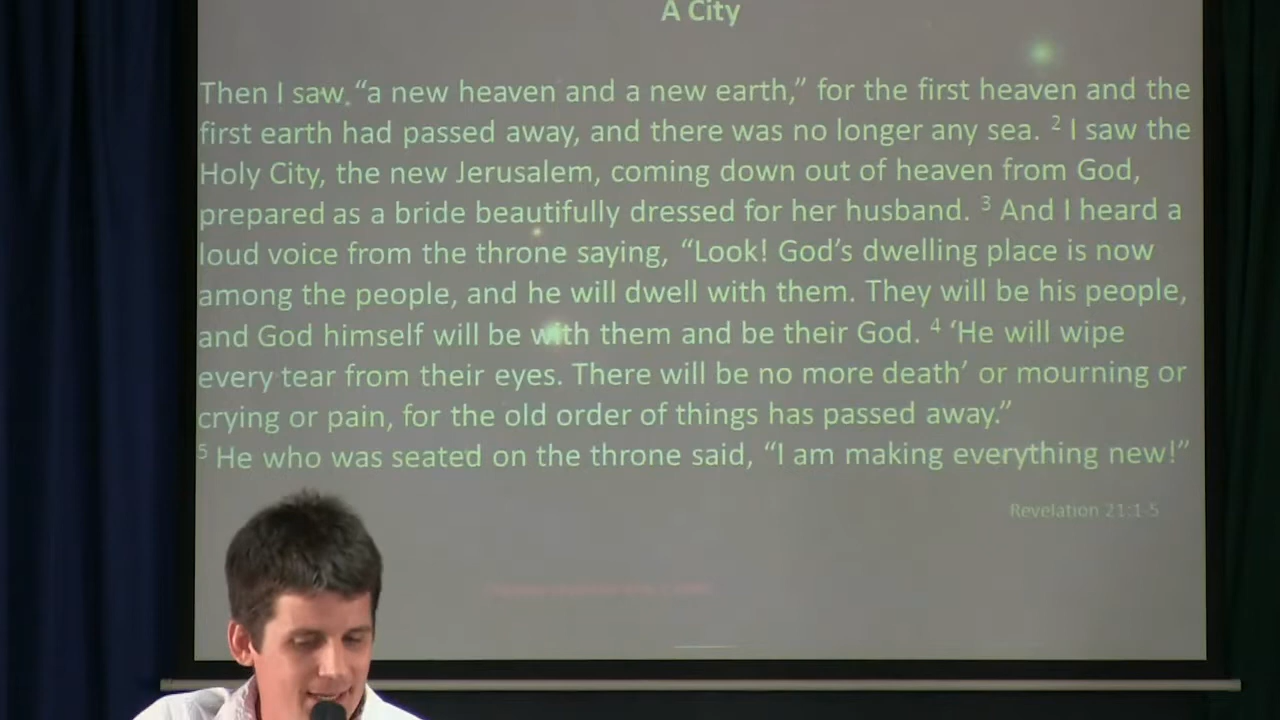 A City
Then I saw “a new heaven and a new earth,” for the first heaven and the
first earth had passed away, and there was no longer any sea. ² I saw the
Holy City, the new Jerusalem, coming down out of heaven from God,
prepared as a bride beautifully dressed for her husband. ³ And I heard a
loud voice from the throne saying, “Look! God’s dwelling place is now
among the people, and he will dwell with them. They will be his people,
and God himself will be with them and be their God. ⁴ ‘He will wipe
every tear from their eyes. There will be no more death’ or mourning or
crying or pain, for the old order of things has passed away.”
⁵ He who was seated on the throne said, “I am making everything new!”
Revelation 21:1-5